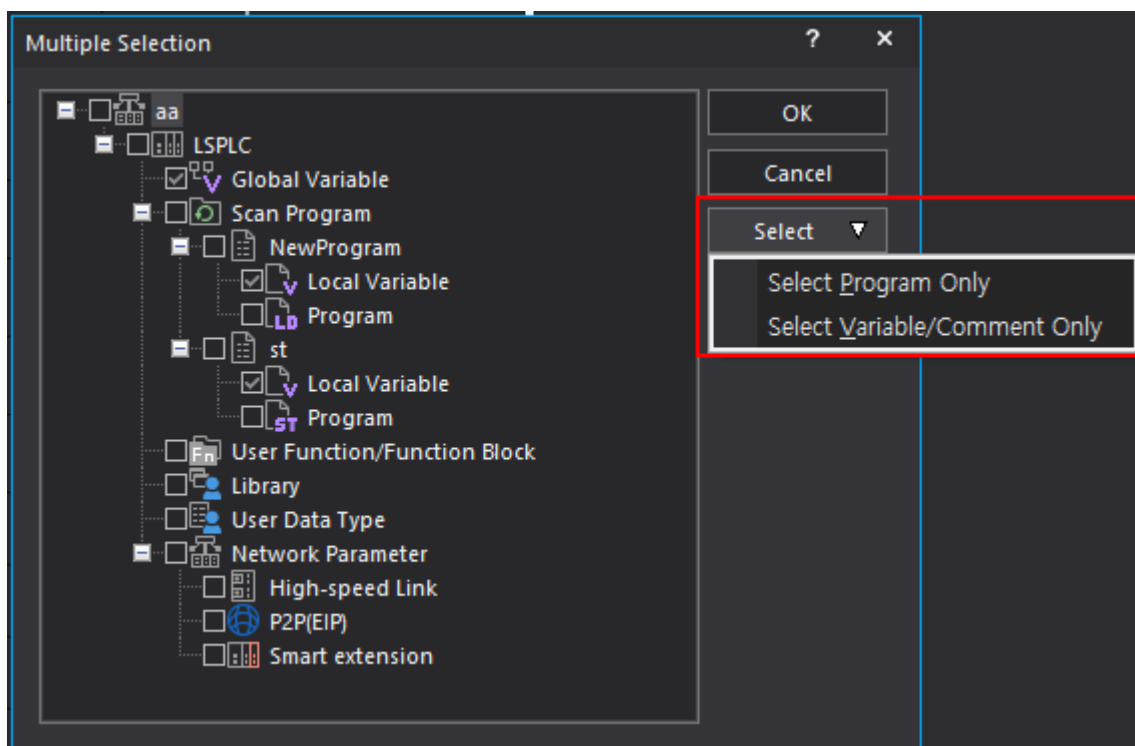 Multiple Selection
?
×
aa
OK
LSPLC
Global Variable
Cancel
Scan Program
Select
NewProgram
Local Variable
Select Program Only
Program
Select Variable/Comment Only
st
Local Variable
Program
User Function/Function Block
Library
User Data Type
Network Parameter
High-speed Link
P2P(EIP)
Smart extension
V
V
LD
V
ST
Fn